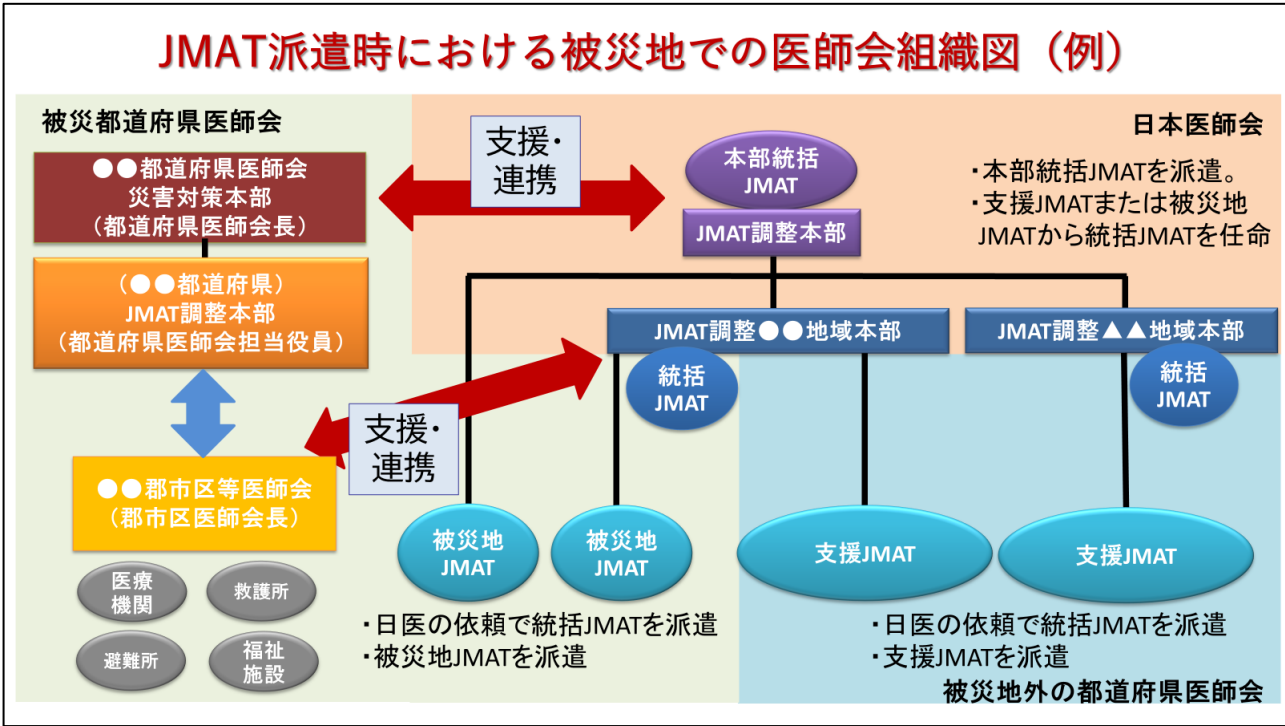 JMAT派遣時における被災地での医師会組織図（例）
被災都道府県医師会
●●都道府県医師会
災害対策本部
（都道府県医師会長）
（●●都道府県）
JMAT調整本部
（都道府県医師会担当役員）
●●郡市区等医師会
（郡市区医師会長）
医療
機関
救護所
避難所
福祉
施設
支援・
連携
支援・
連携
日本医師会
本部統括
JMAT
JMAT調整本部
・本部統括JMATを派遣。
・支援JMATまたは被災地
JMATから統括JMATを任命
JMAT調整●●地域本部
統括
JMAT
JMAT調整▲▲地域本部
統括
JMAT
被災地
JMAT
被災地
JMAT
・日医の依頼で統括JMATを派遣
・被災地JMATを派遣
支援JMAT
支援JMAT
・日医の依頼で統括JMATを派遣
・支援JMATを派遣
被災地外の都道府県医師会